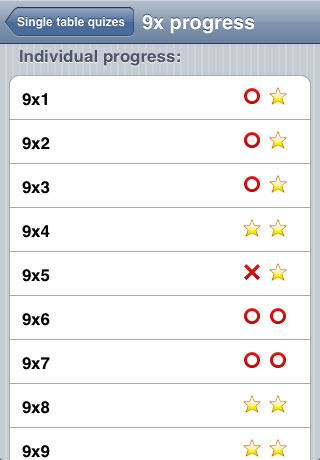 Single table quizes
9x progress
Individual progress:
9x1
9x2
9x3
9x4
9x5
9x6
9x7
9x8
9x9